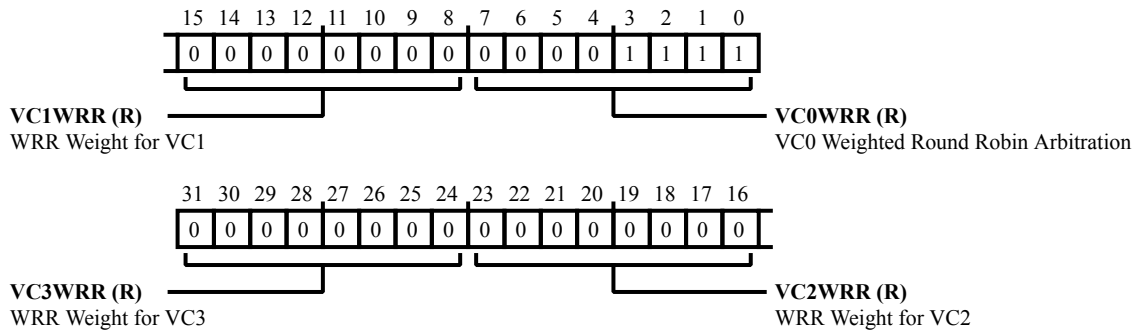 15 14 13 12 11 10 9 8 7 6 5 4 3 2 1 0
0 0 0 0 0 0 0 0 0 0 0 0 1 1 1 1
VC1WRR (R) VC0WRR (R)
WRR Weight for VC1 VC0 Weighted Round Robin Arbitration
31 30 29 28 27 26 25 24 23 22 21 20 19 18 17 16
0 0 0 0 0 0 0 0 0 0 0 0 0 0 0 0
VC3WRR (R) VC2WRR (R)
WRR Weight for VC3 WRR Weight for VC2